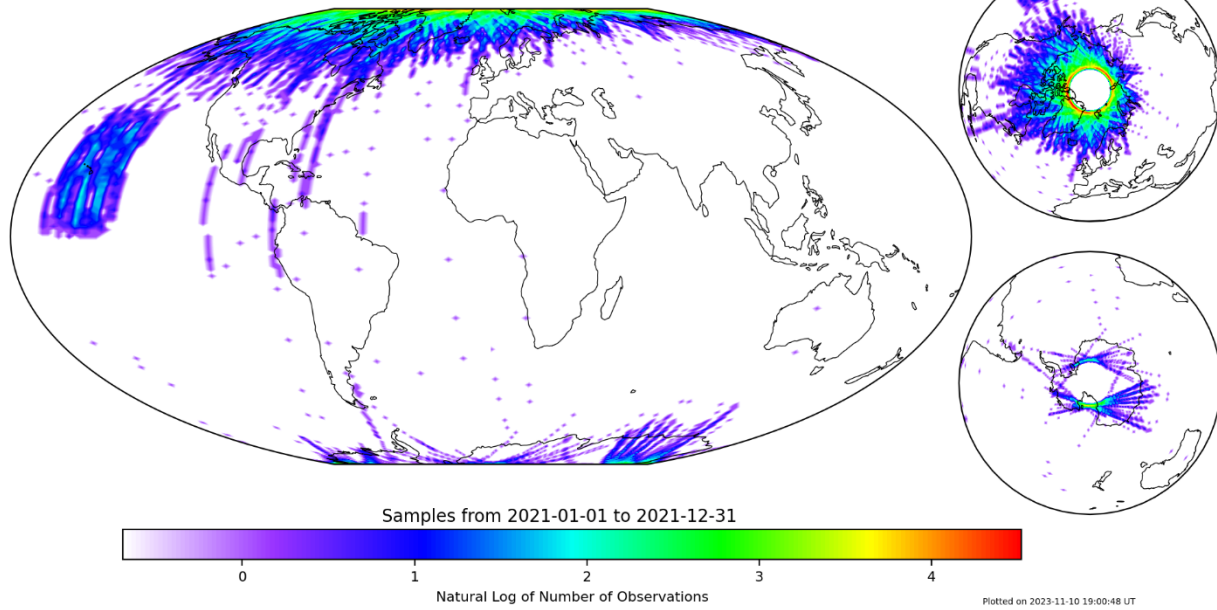 Samples from 2021-01-01 to 2021-12-31
0 1 2 3 4
Natural Log of Number of Observations
Plotted on 2023-11-10 19:00:48 UT